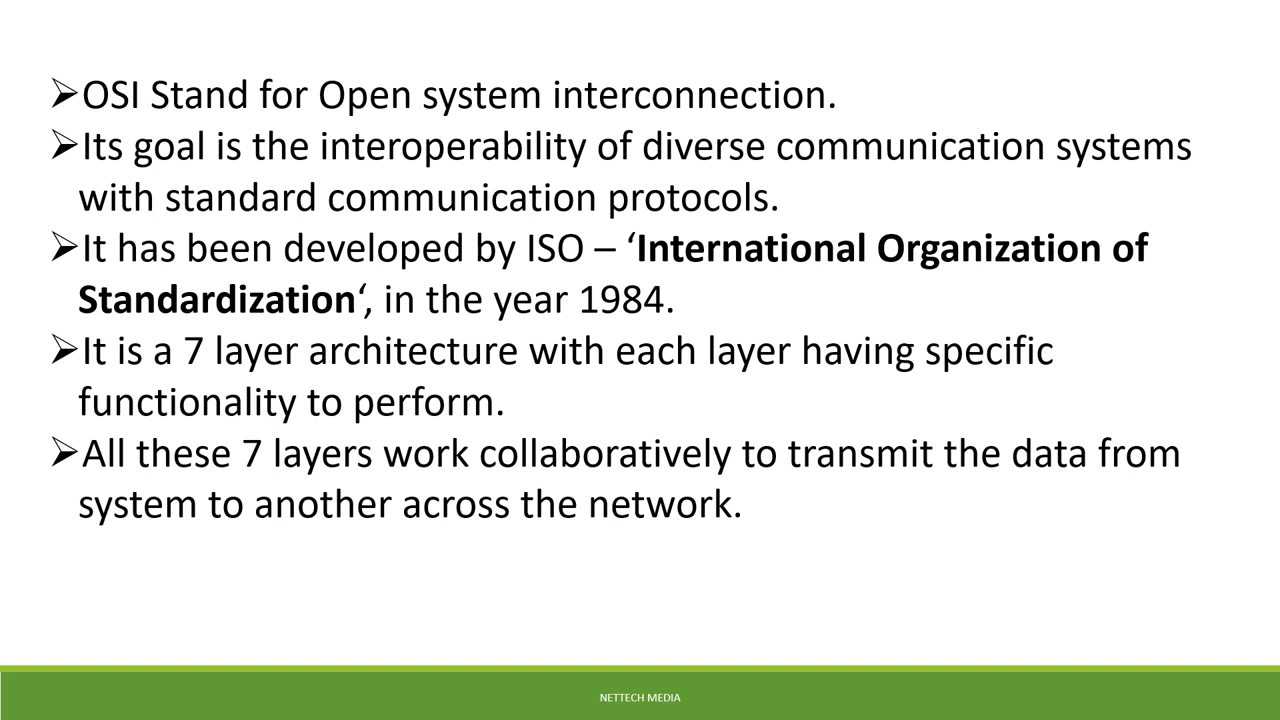 ➢OSI Stand for Open system interconnection.
➢Its goal is the interoperability of diverse communication systems
with standard communication protocols.
➢It has been developed by ISO – ‘International Organization of
Standardization‘, in the year 1984.
➢It is a 7 layer architecture with each layer having specific
functionality to perform.
➢All these 7 layers work collaboratively to transmit the data from
system to another across the network.
NETTECH MEDIA